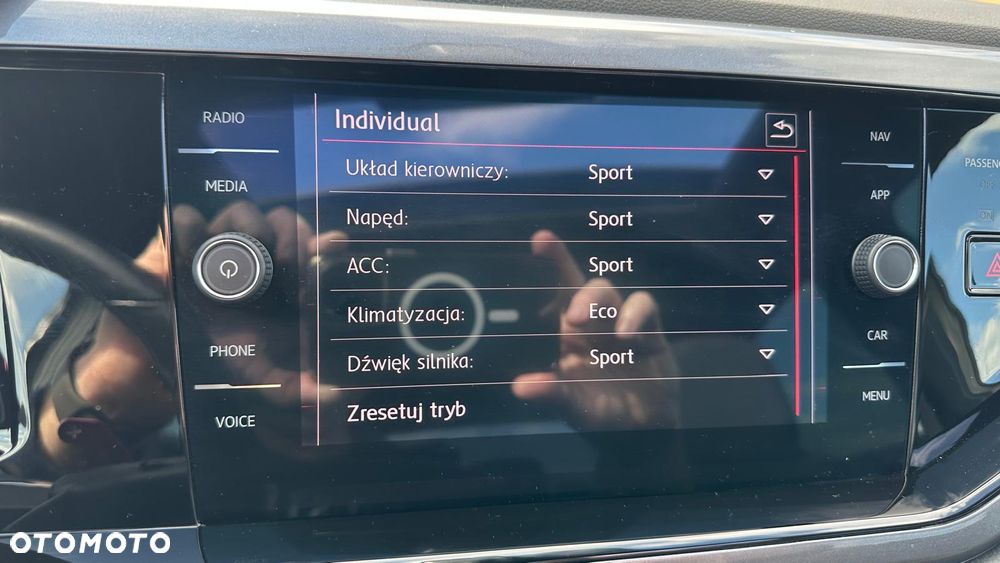 RADIO
MEDIA
PHONE
VOICE
Individual
Układ kierowniczy: Sport
Napęd: Sport
ACC: Sport
Klimatyzacja: Eco
Dźwięk silnika: Sport
Zresetuj tryb
NAV
APP
CAR
MENU
ON
OTOMOTO